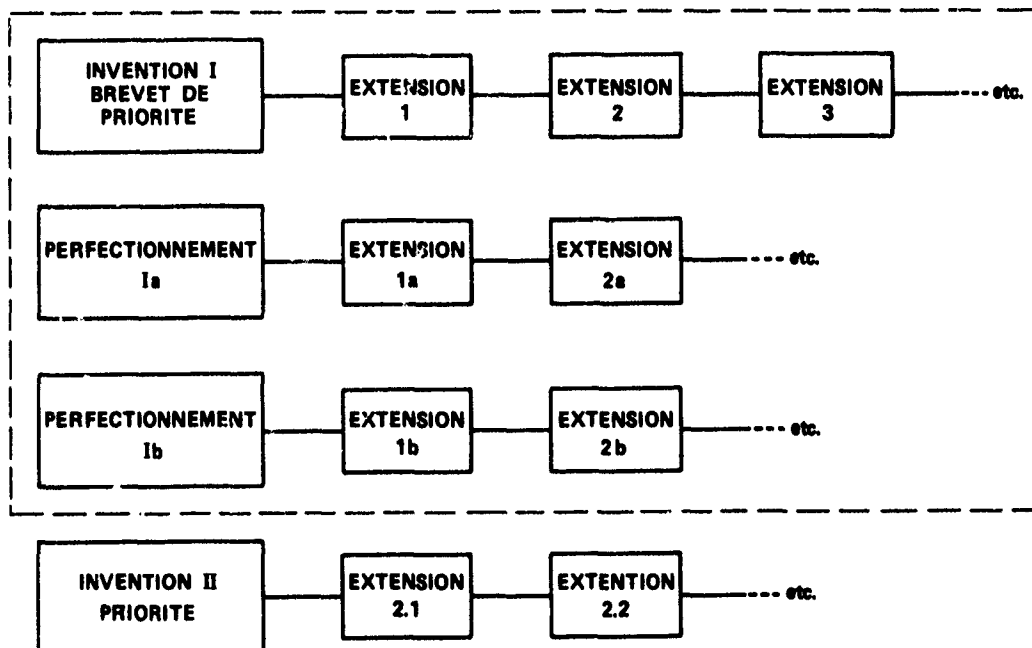 INVENTION I
BREVET DE
PRIORITE
EXTENSION
1
EXTENSION
2
EXTENSION
3
etc.
PERFECTIONNEMENT
Ia
EXTENSION
1a
EXTENSION
2a
etc.
PERFECTIONNEMENT
Ib
EXTENSION
1b
EXTENSION
2b
etc.
INVENTION II
PRIORITE
EXTENSION
2.1
EXTENTION
2.2
etc.